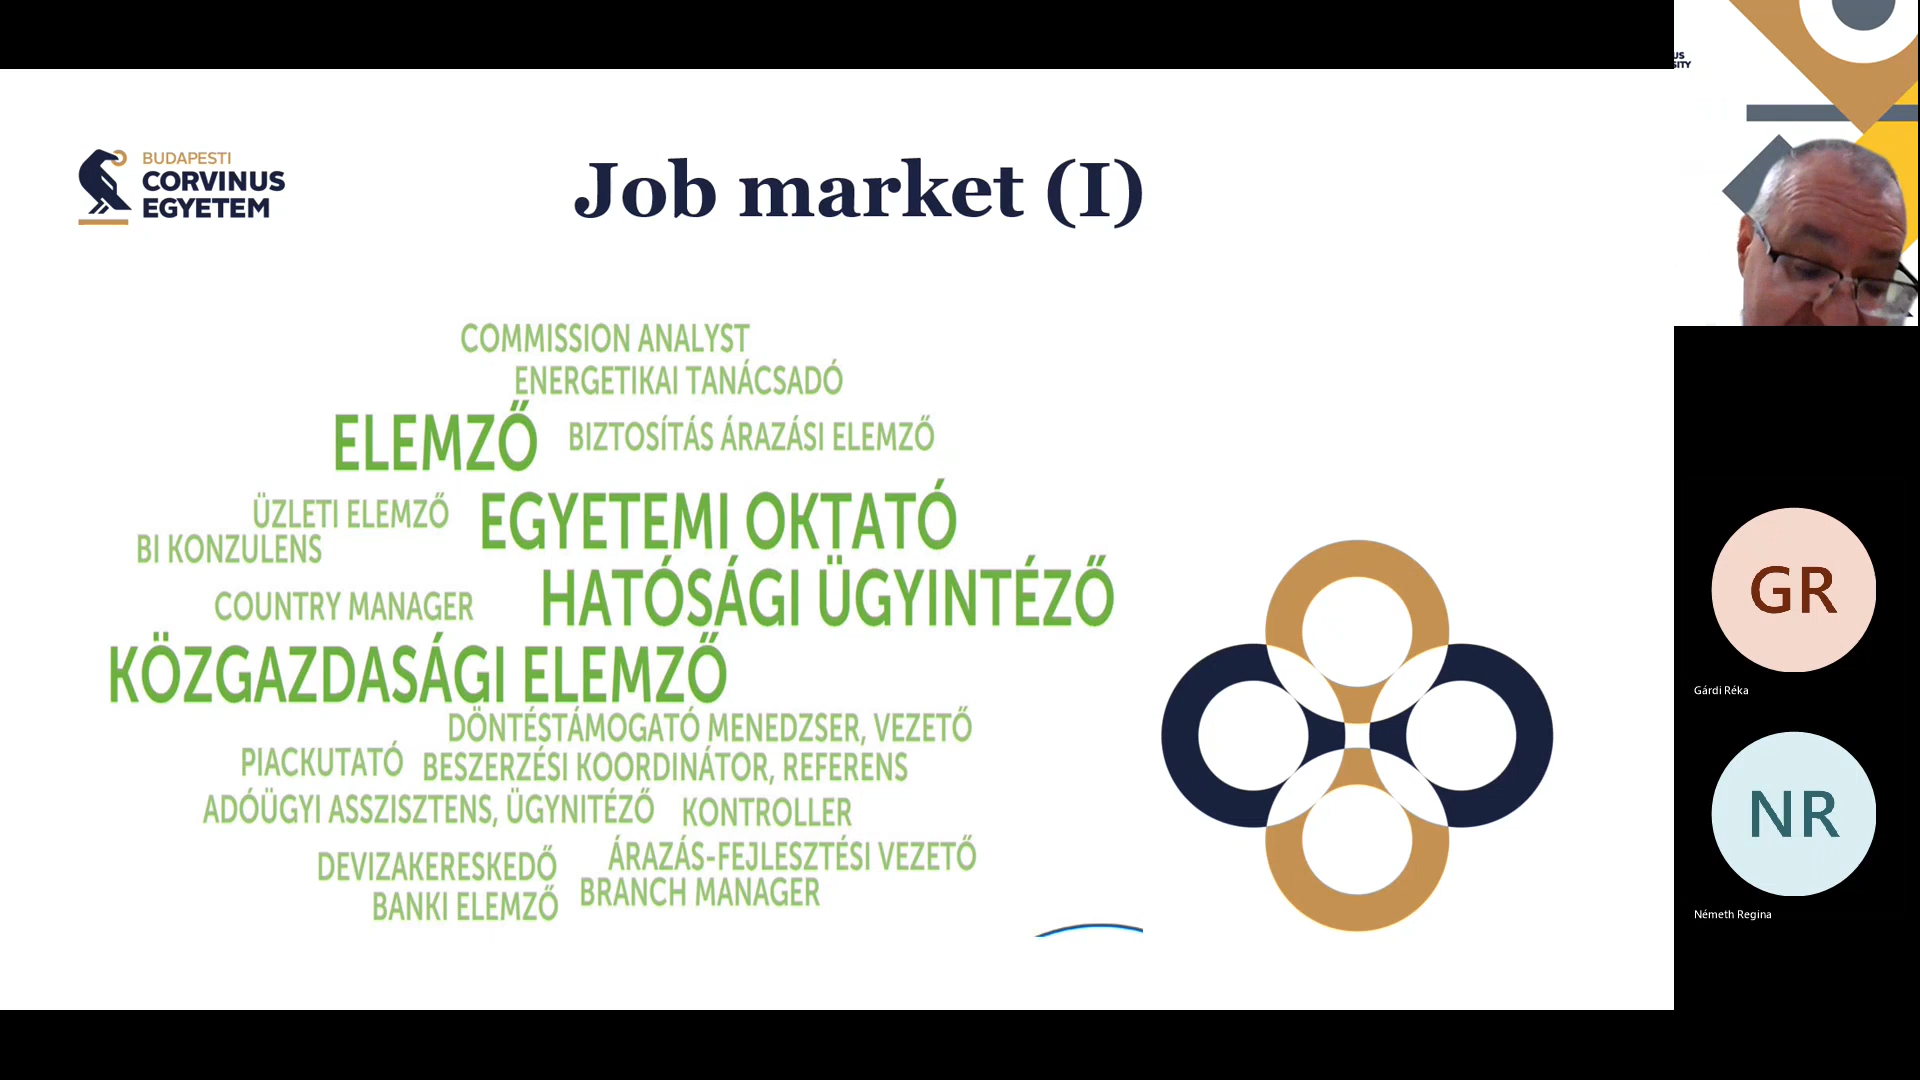 US
SITY
BUDAPESTI
CORVINUS
EGYETEM
Job market (I)
COMMISSION ANALYST
ENERGETIKAI TANÁCSADÓ
ELEMZŐ
BIZTOSÍTÁS ÁRAZÁSI ELEMZŐ
ÜZLETI ELEMZŐ
EGYETEMI OKTATÓ
BI KONZULENS
COUNTRY MANAGER
HATÓSÁGI ÜGYINTÉZŐ
KÖZGAZDASÁGI ELEMZŐ
DÖNTÉSTÁMOGATÓ MENEDZSER, VEZETŐ
PIACKUTATÓ
BESZERZÉSI KOORDINÁTOR, REFERENS
ADÓÜGYI ASSZISZTENS, ÜGYNITÉZŐ
KONTROLLER
DEVIZAKERESKEDŐ
ÁRAZÁS-FEJLESZTÉSI VEZETŐ
BANKI ELEMZŐ
BRANCH MANAGER
GR
Gárdi Réka
NR
Németh Regina